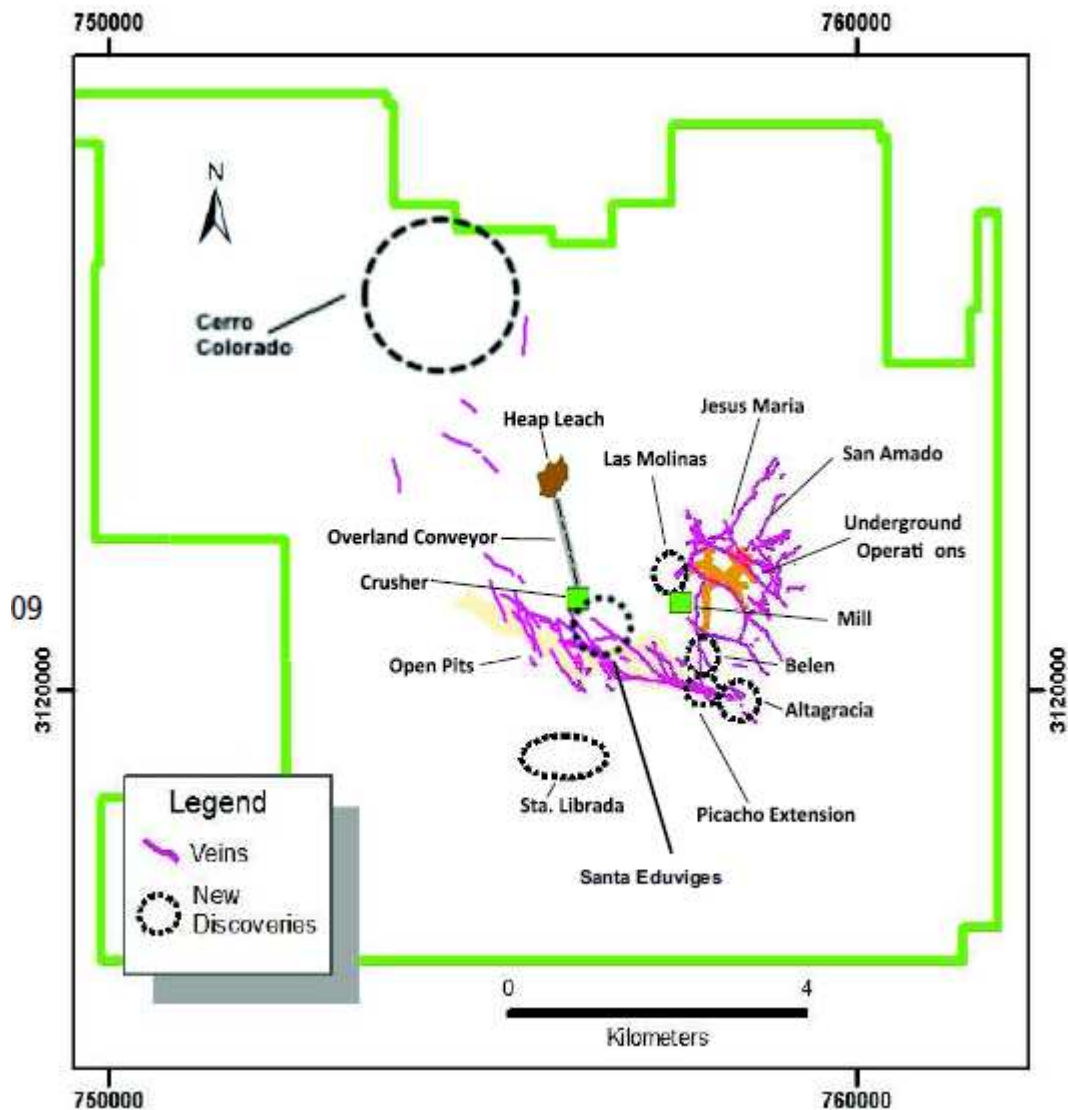 750000
760000
N
Cerro
Colorado
Jesus Maria
Heap Leach
Las Molinas
San Amado
Underground
Operati ons
Overland Conveyor
Crusher
09
Mill
Open Pits
Belen
3120000
3120000
Altagracia
Sta. Librada
Picacho Extension
Legend
Veins
New
Discoveries
Santa Eduviges
0
4
Kilometers
750000
760000